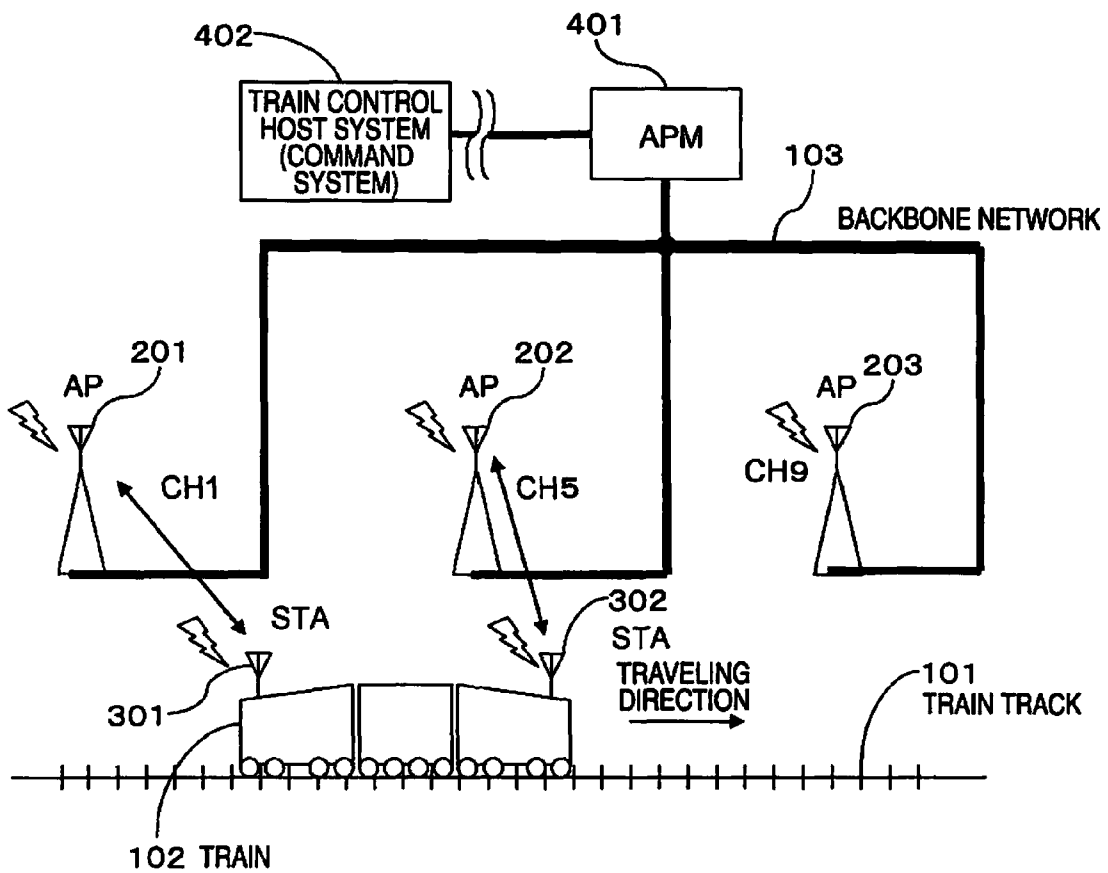 402
401
TRAIN CONTROL
HOST SYSTEM
(COMMAND
SYSTEM)
APM
103
BACKBONE NETWORK
201
202
203
AP
AP
AP
CH1
CH5
CH9
STA
302
STA
TRAVELING
DIRECTION
301
101
TRAIN TRACK
102 TRAIN